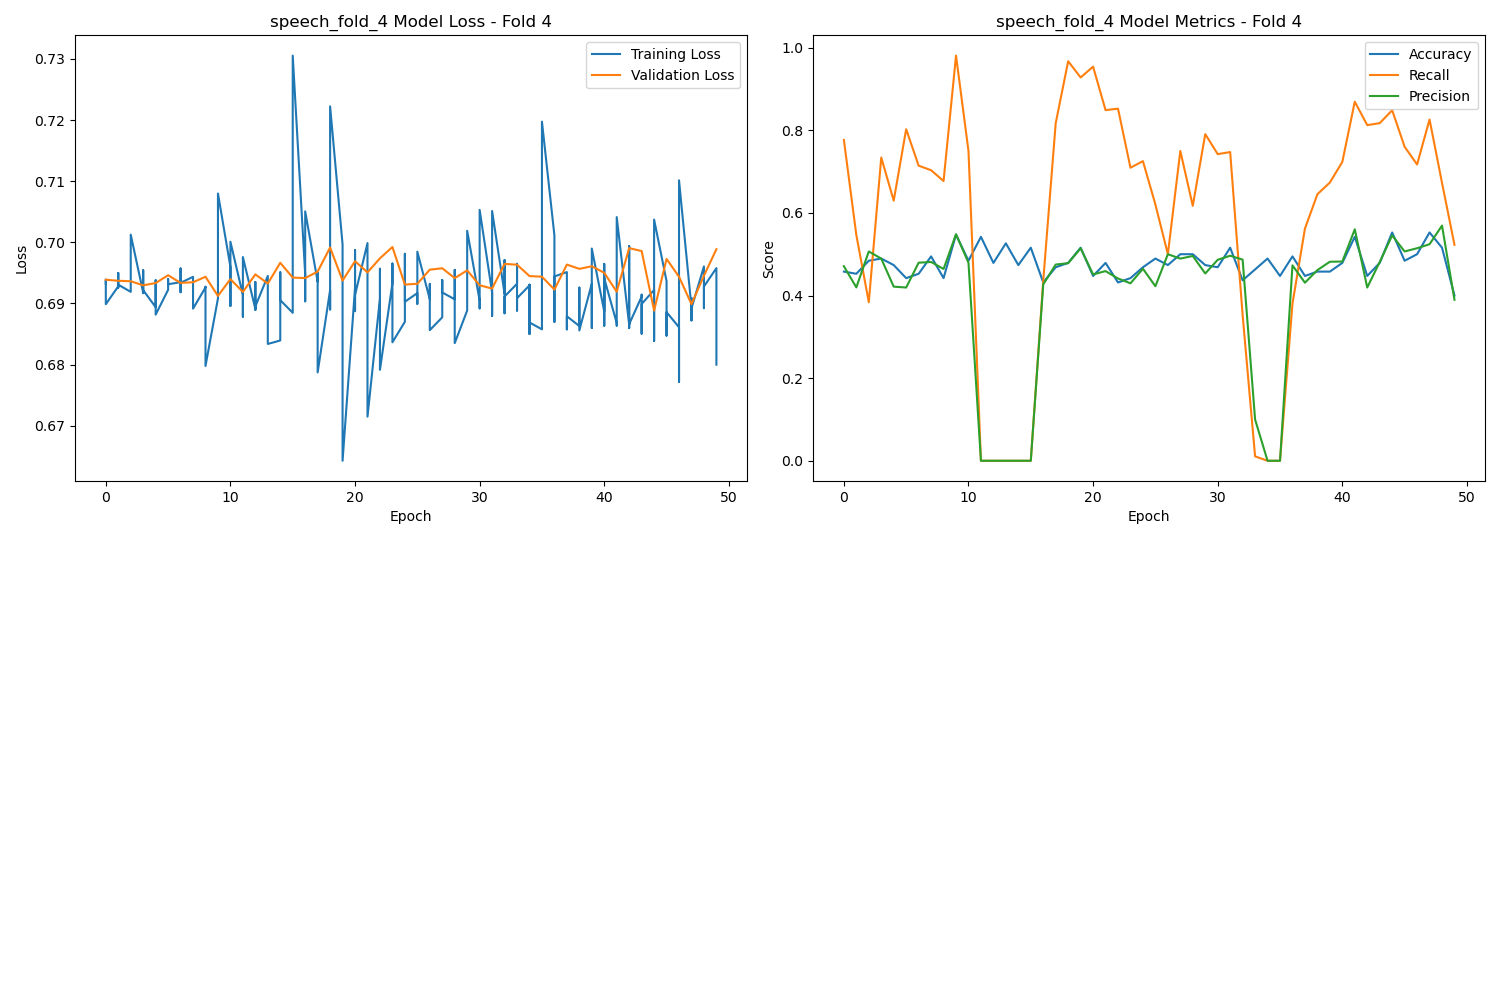 speech_fold_4 Model Loss - Fold 4
Loss
0.73
0.72
0.71
0.70
0.69
0.68
0.67
Training Loss
Validation Loss
0 10 20 30 40 50
Epoch
speech_fold_4 Model Metrics - Fold 4
Score
1.0
0.8
0.6
0.4
0.2
0.0
Accuracy
Recall
Precision
0 10 20 30 40 50
Epoch